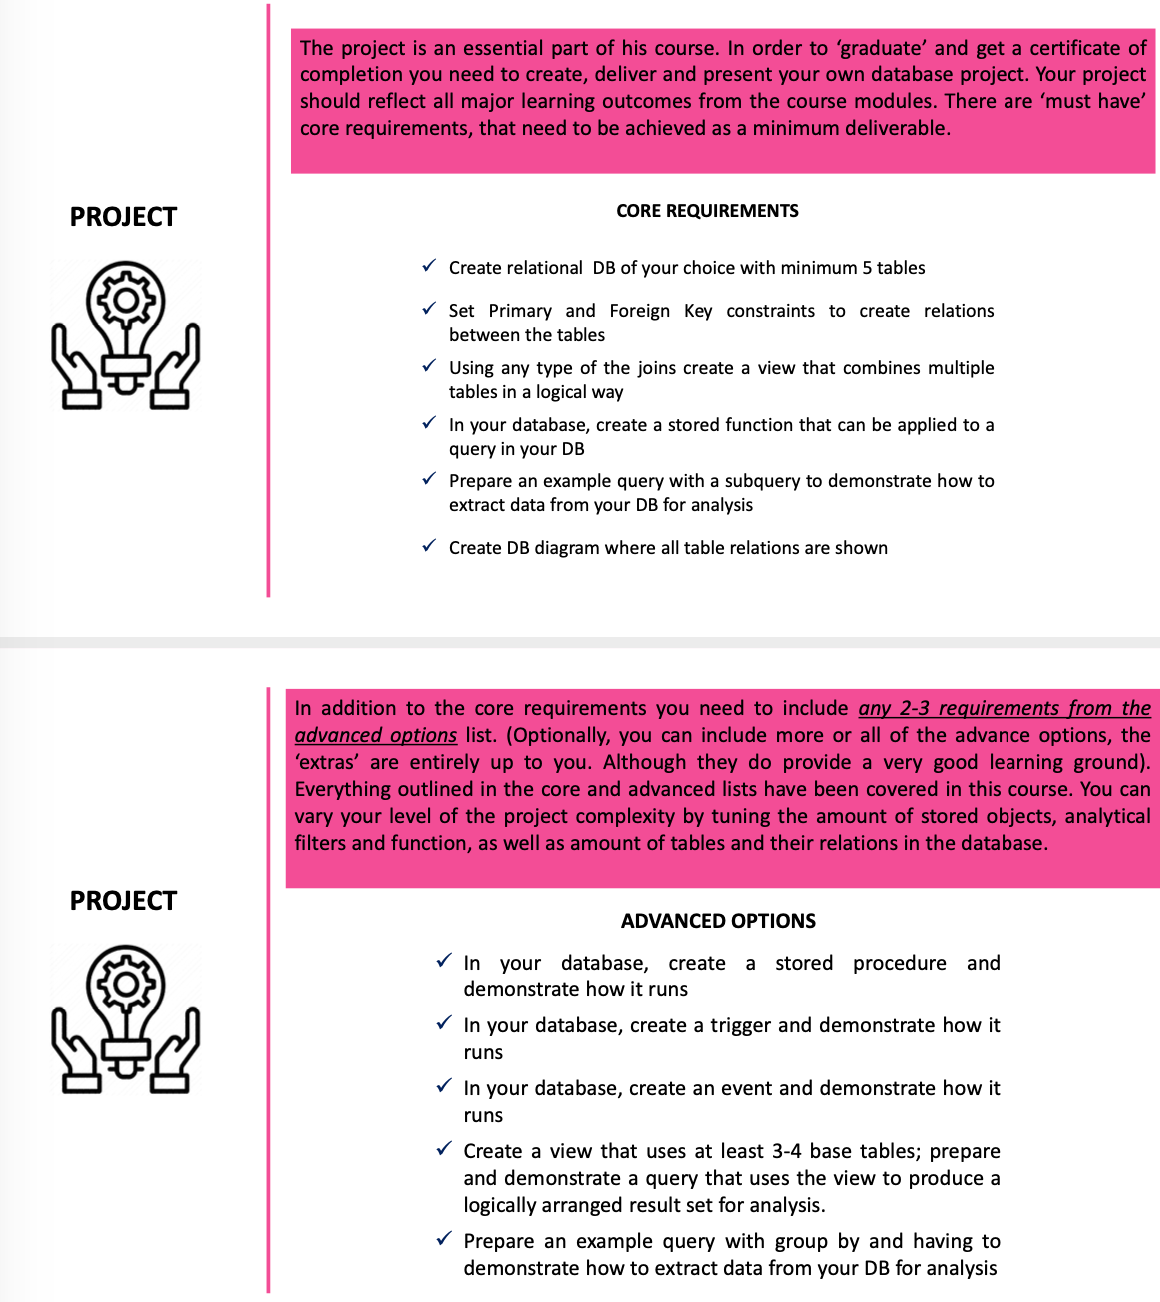 The project is an essential part of his course. In order to ‘graduate’ and get a certificate of
completion you need to create, deliver and present your own database project. Your project
should reflect all major learning outcomes from the course modules. There are ‘must have’
core requirements, that need to be achieved as a minimum deliverable.
PROJECT
CORE REQUIREMENTS
✓ Create relational DB of your choice with minimum 5 tables
✓ Set Primary and Foreign Key constraints to create relations
between the tables
✓ Using any type of the joins create a view that combines multiple
tables in a logical way
✓ In your database, create a stored function that can be applied to a
query in your DB
✓ Prepare an example query with a subquery to demonstrate how to
extract data from your DB for analysis
✓ Create DB diagram where all table relations are shown
In addition to the core requirements you need to include any 2-3 requirements from the
advanced options list. (Optionally, you can include more or all of the advance options, the
‘extras’ are entirely up to you. Although they do provide a very good learning ground).
Everything outlined in the core and advanced lists have been covered in this course. You can
vary your level of the project complexity by tuning the amount of stored objects, analytical
filters and function, as well as amount of tables and their relations in the database.
PROJECT
ADVANCED OPTIONS
✓ In your database, create a stored procedure and
demonstrate how it runs
✓ In your database, create a trigger and demonstrate how it
runs
✓ In your database, create an event and demonstrate how it
runs
✓ Create a view that uses at least 3-4 base tables; prepare
and demonstrate a query that uses the view to produce a
logically arranged result set for analysis.
✓ Prepare an example query with group by and having to
demonstrate how to extract data from your DB for analysis